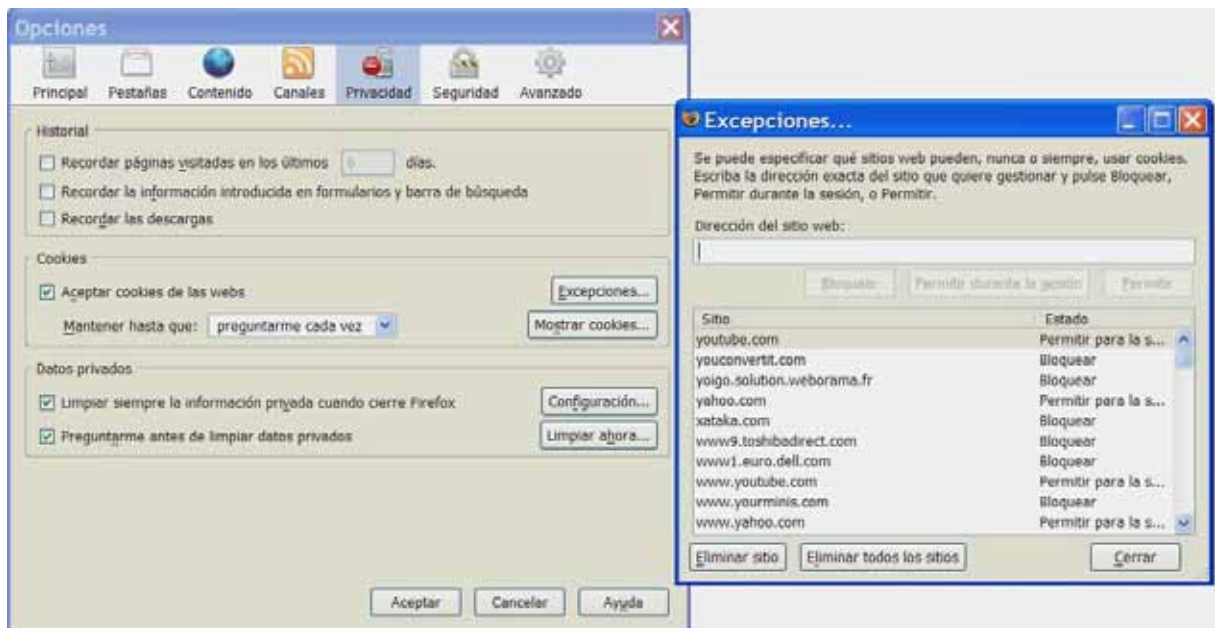 Opciones
Principal Pestañas Contenido Canales Privacidad Seguridad Avanzado
Historial
Recordar páginas visitadas en los últimos días.
Recordar la información introducida en formularios y barra de búsqueda
Recordar las descargas
Cookies
Aceptar cookies de las webs
Excepciones...
Mantener hasta que: preguntarme cada vez
Mostrar cookies...
Datos privados
Limpiar siempre la información privada cuando cierre Firefox
Configuración...
Preguntarme antes de limpiar datos privados
Limpiar ahora...
Aceptar Cancelar Ayuda
Excepciones...
Se puede especificar qué sitios web pueden, nunca o siempre, usar cookies.
Escriba la dirección exacta del sitio que quiere gestionar y pulse Bloquear,
Permitir durante la sesión, o Permitir.
Dirección del sitio web:
Bloquear Permitir durante la sesión Permitir
Sitio Estado
youtube.com Permitir para la s...
youconvertit.com Bloquear
yoigo.solution.weborama.fr Bloquear
yahoo.com Permitir para la s...
xataka.com Bloquear
www9.toshibadirect.com Bloquear
www1.euro.dell.com Bloquear
www.youtube.com Permitir para la s...
www.yourminis.com Bloquear
www.yahoo.com Permitir para la s...
Eliminar sitio Eliminar todos los sitios Cerrar